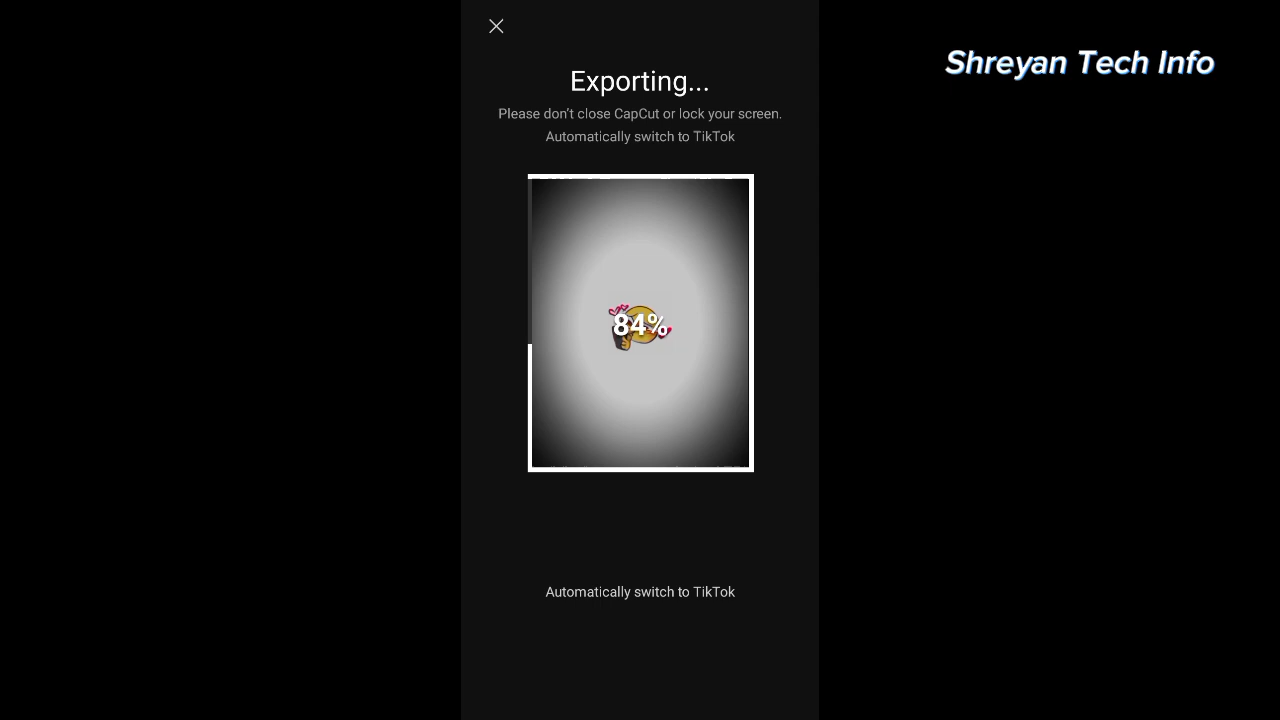 Shreyan Tech Info
Exporting...
Please don't close CapCut or lock your screen.
Automatically switch to TikTok
84%
Automatically switch to TikTok